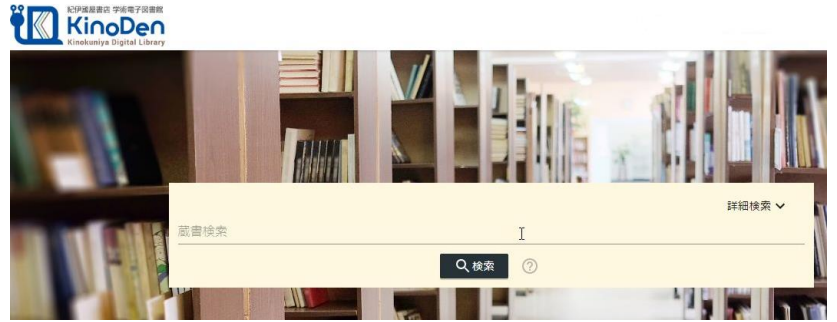 紀伊國屋書店 学術電子図書館
KinoDen
Kinokuniya Digital Library
詳細検索
蔵書検索
検索